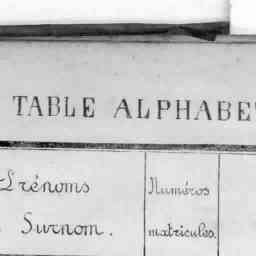 TABLE ALPHABE
Prénoms
Surnom.
Numéros
matricules.